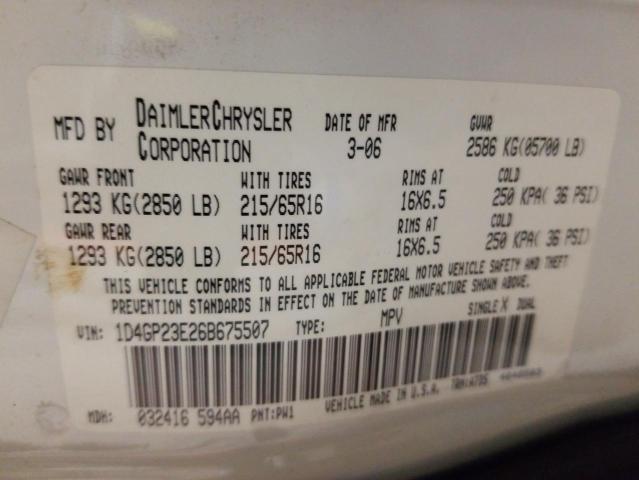 MFD BY DAIMLERCHRYSLER CORPORATION DATE OF MFR 3-06 GVWR 2586 KG(05700 LB)
GAWR FRONT WITH TIRES RIMS AT COLD
1293 KG(2850 LB) 215/65R16 16X6.5 250 KPA( 36 PSI)
GAWR REAR WITH TIRES RIMS AT COLD
1293 KG(2850 LB) 215/65R16 16X6.5 250 KPA( 36 PSI)
THIS VEHICLE CONFORMS TO ALL APPLICABLE FEDERAL MOTOR VEHICLE SAFETY AND THEFT
PREVENTION STANDARDS IN EFFECT ON THE DATE OF MANUFACTURE SHOWN ABOVE.
VIN: 1D4GP23E26B675507 TYPE: MPV SINGLE X DUAL
MDH: 032416 594AA PNT:PW1 VEHICLE MADE IN U.S.A.